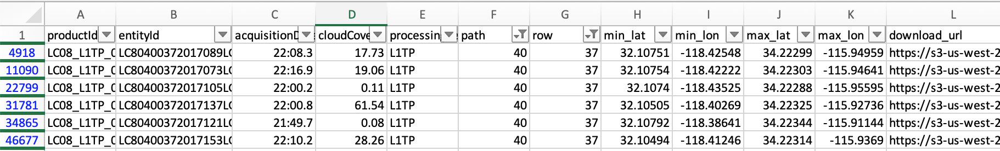 A B C D E F G H I J K L
1 productId entityId acquisitionD cloudCove processin path row min_lat min_lon max_lat max_lon download_url
4918 LC08_L1TP_0 LC80400372017089LG 22:08.3 17.73 L1TP 40 37 32.10751 -118.42548 34.22299 -115.94959 https://s3-us-west-2
11090 LC08_L1TP_0 LC80400372017073LG 22:16.9 19.06 L1TP 40 37 32.10754 -118.42222 34.22303 -115.94641 https://s3-us-west-2
22799 LC08_L1TP_0 LC80400372017105LG 22:00.2 0.11 L1TP 40 37 32.1074 -118.43525 34.22288 -115.95595 https://s3-us-west-2
31781 LC08_L1TP_0 LC80400372017137LG 22:00.8 61.54 L1TP 40 37 32.10505 -118.40269 34.22325 -115.92736 https://s3-us-west-2
34865 LC08_L1TP_0 LC80400372017121LG 21:49.7 0.08 L1TP 40 37 32.10792 -118.38641 34.22344 -115.91144 https://s3-us-west-2
46677 LC08_L1TP_0 LC80400372017153LG 22:10.2 28.26 L1TP 40 37 32.10494 -118.41246 34.22314 -115.9369 https://s3-us-west-2